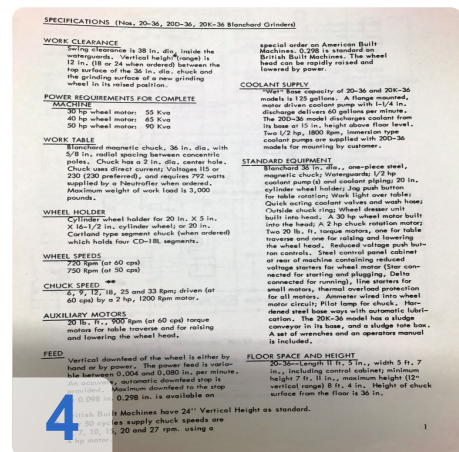 SPECIFICATIONS (Nos. 20-36, 20D-36, 20K-36 Blanchard Grinders)
WORK CLEARANCE
Swing clearance is 38 in. dia. inside the
waterguards. Vertical height (range) is
12 in. (18 or 24 when ordered) between the
top surface of the 36 in. dia. chuck and
the grinding surface of a new grinding
wheel in its raised position.
POWER REQUIREMENTS FOR COMPLETE
MACHINE
30 hp wheel motor: 55 Kva
40 hp wheel motor: 65 Kva
50 hp wheel motor: 90 Kva
WORK TABLE
Blanchard magnetic chuck, 36 in. dia. with
5/8 in. radial spacing between concentric
poles. Chuck has a 2 in. dia. center hole.
Chuck uses direct current; Voltages 115 or
230 (230 preferred), and requires 792 watts
supplied by a Neutrofier when ordered.
Maximum weight of work load is 3,000
pounds.
WHEEL HOLDER
Cylinder wheel holder for 20 in. X 5 in.
X 16-1/2 in. cylinder wheel; or 20 in.
Cortland type segment chuck (when ordered)
which holds four CD-18L segments.
WHEEL SPEEDS
720 Rpm (at 60 cps)
750 Rpm (at 50 cps)
CHUCK SPEED **
6, 9, 12, 18, 25 and 33 Rpm; driven (at
60 cps) by a 2 hp, 1200 Rpm motor.
AUXILIARY MOTORS
20 lb. ft., 900 Rpm (at 60 cps) torque
motors for table traverse and for raising
and lowering the wheel head.
FEED
Vertical downfeed of the wheel is either by
hand or by power. The power feed is varia-
ble between 0.004 and 0.080 in. per minute.
An accurate, automatic downfeed stop is
provided. Maximum downfeed to the stop
0.098 in. 0.298 in. is available on
special order on American Built
Machines. 0.298 is standard on
British Built Machines. The wheel
head can be rapidly raised and
lowered by power.
COOLANT SUPPLY
"Wet" Base capacity of 20-36 and 20K-36
models is 125 gallons. A flange mounted,
motor driven coolant pump with 1-1/4 in.
discharge delivers 60 gallons per minute.
The 20D-36 model discharges coolant from
its base at 15 in. height above floor level.
Two 1/2 hp, 1800 Rpm, immersion type
coolant pumps are supplied with 20D-36
models for mounting by customer.
STANDARD EQUIPMENT
Blanchard 36 in. dia., one-piece steel,
magnetic chuck; Waterguards; 1/2 hp
coolant pump(s) and coolant piping; 20 in.
cylinder wheel holder; Jog push button
for table rotation; Work light over table;
Quick acting coolant valves and wash hose;
Outside chuck ring; Wheel dresser unit
built into head. A 30 hp wheel motor built
into the head; A 2 hp chuck rotation motor;
Two 20 lb. ft. torque motors, one for table
traverse and one for raising and lowering
the wheel head. Reduced voltage push but-
ton controls. Steel control panel cabinet
at rear of machine containing reduced
voltage starters for wheel motor (Star con-
nected for starting and plugging, Delta
connected for running), line starters for
small motors, thermal overload protection
for all motors. Ammeter wired into wheel
motor circuit; Pilot lamp for chuck. Har-
dened steel base ways with automatic lubri-
cation. The 20K-36 model has a sludge
conveyor in its base, and a sludge tote box.
A set of wrenches and an operators manual
is included.
FLOOR SPACE AND HEIGHT
20-36--Length 11 ft. 5 in., width 5 ft. 7
in., including control cabinet; minimum
height 7 ft. 11 in., maximum height (12"
vertical range) 8 ft. 4 in. Height of chuck
surface from the floor is 36 in.
British Built Machines have 24" Vertical Height as standard.
50 cycles supply chuck speeds are
7, 10, 15, 20 and 27 rpm. using a
hp motor.
1
4